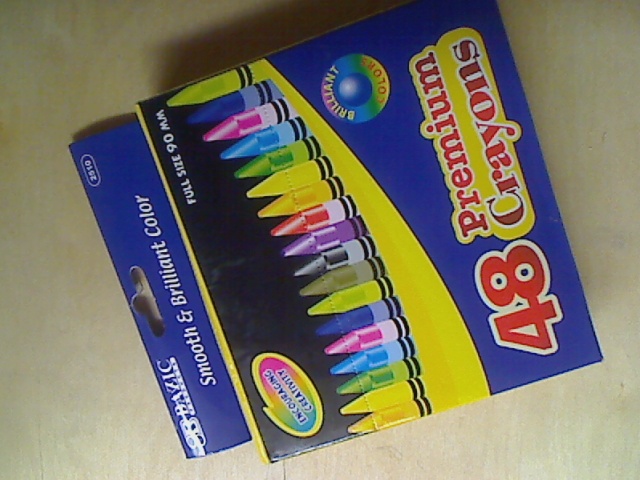 BAZIC
Smooth & Brilliant Color
2510
FULL SIZE 90 MM
ENCOURAGING
CREATIVITY
BRILLIANT
COLORS
48
Premium
Crayons